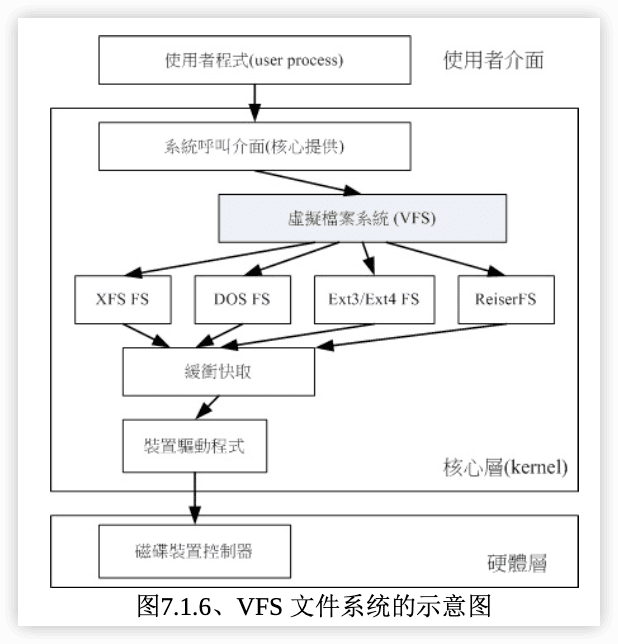 使用者程式(user process)
使用者介面
系統呼叫介面(核心提供)
虛擬檔案系統 (VFS)
XFS FS
DOS FS
Ext3/Ext4 FS
ReiserFS
緩衝快取
裝置驅動程式
核心層(kernel)
磁碟裝置控制器
硬體層
图7.1.6、VFS 文件系统的示意图